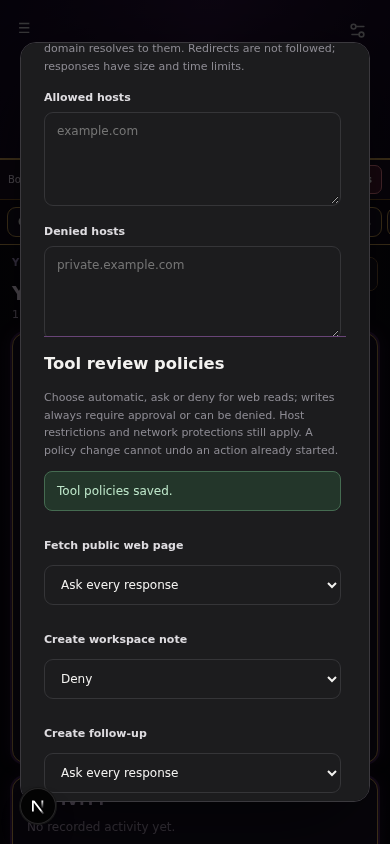 domain resolves to them. Redirects are not followed;
responses have size and time limits.
Allowed hosts
example.com
Denied hosts
private.example.com
Tool review policies
Choose automatic, ask or deny for web reads; writes
always require approval or can be denied. Host
restrictions and network protections still apply. A
policy change cannot undo an action already started.
Tool policies saved.
Fetch public web page
Ask every response
Create workspace note
Deny
Create follow-up
Ask every response
N
No recorded activity yet.